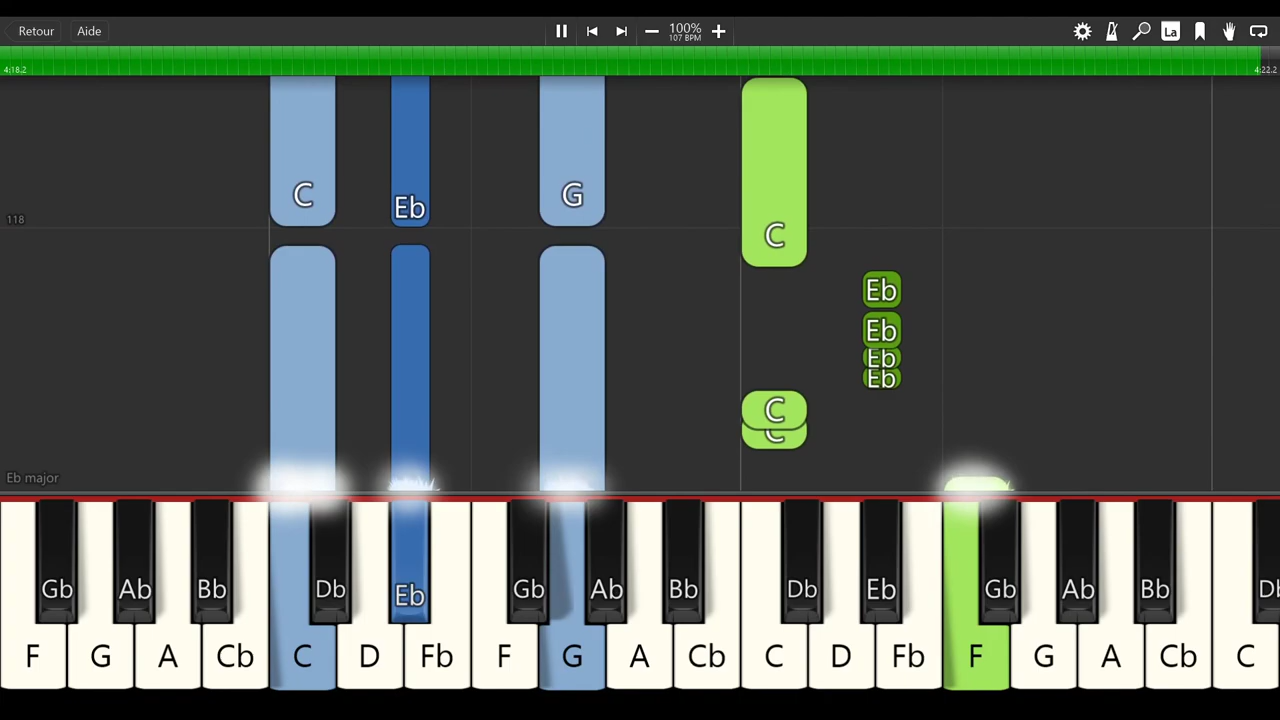 Retour Aide 100% La
107 BPM
4:18.2 4:22.2
C Eb G
118 C
Eb
Eb
Eb
Eb
C
C
Eb major
Gb Ab Bb Db Eb Gb Ab Bb Db Eb Gb Ab Bb D
F G A Cb C D Fb F G A Cb C D Fb F G A Cb C